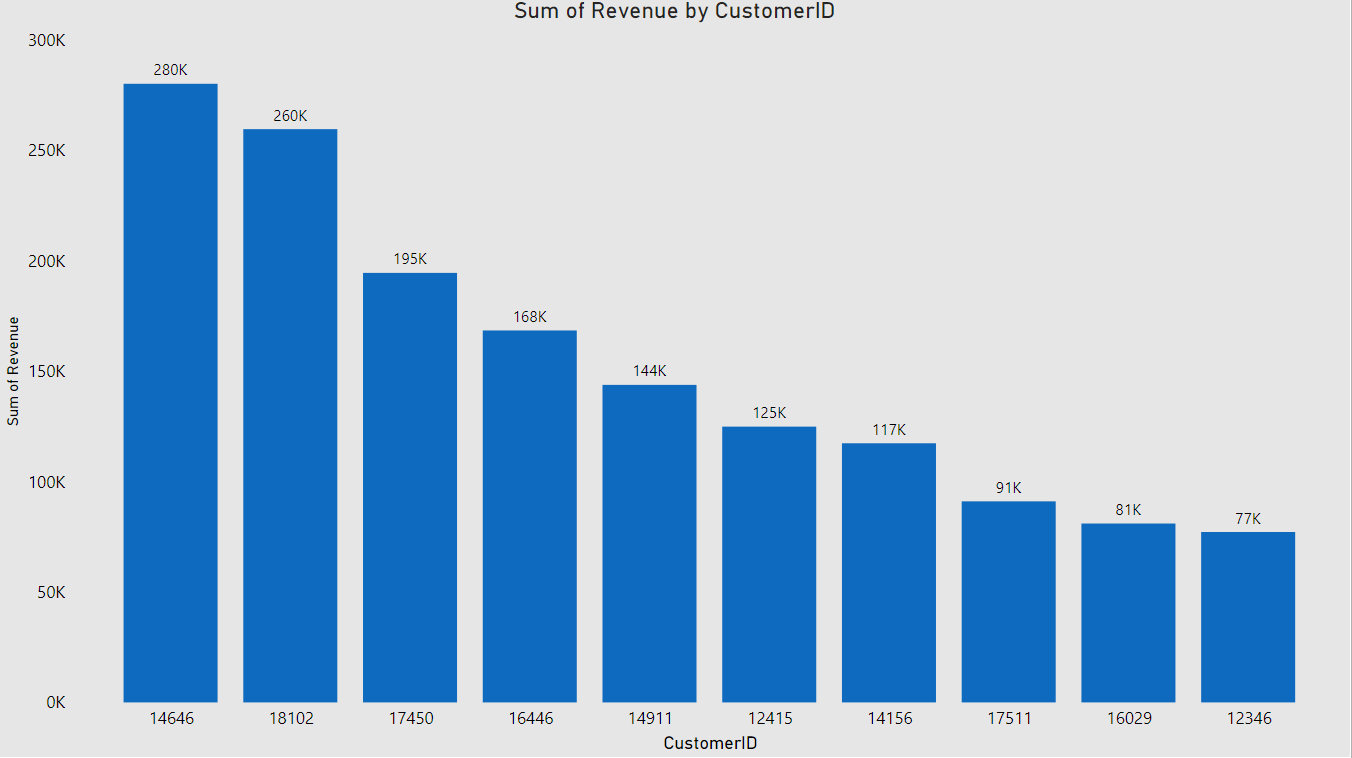 Sum of Revenue by CustomerID
300K
250K
200K
150K
100K
50K
0K
Sum of Revenue
280K
260K
195K
168K
144K
125K
117K
91K
81K
77K
14646 18102 17450 16446 14911 12415 14156 17511 16029 12346
CustomerID